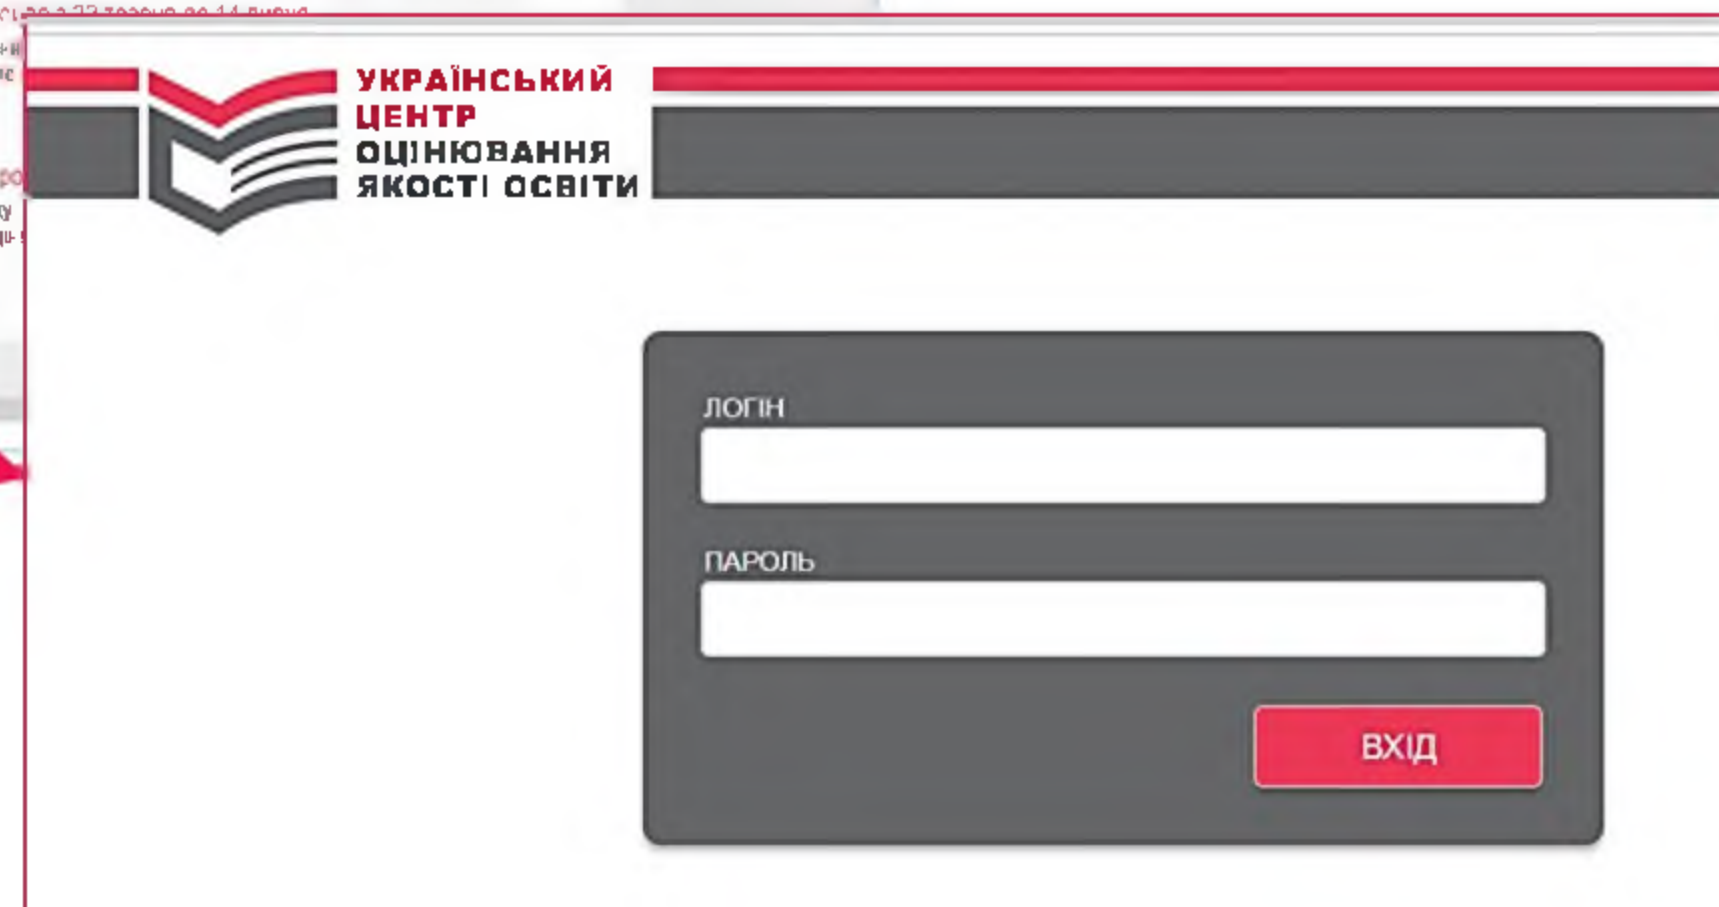 УКРАЇНСЬКИЙ
ЦЕНТР
ОЦІНЮВАННЯ
ЯКОСТІ ОСВІТИ
ЛОГІН
ПАРОЛЬ
ВХІД